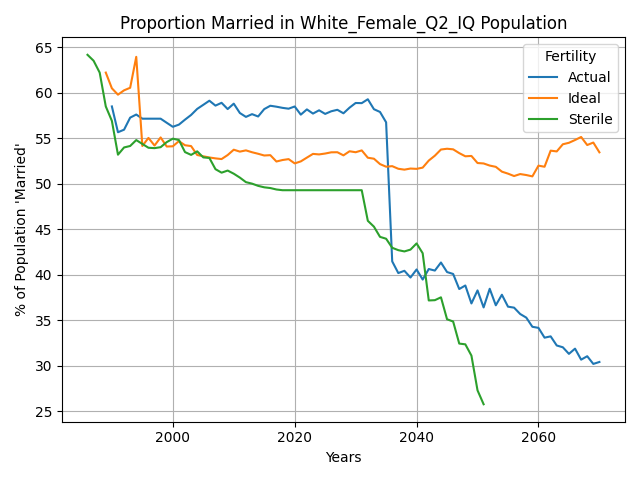 Proportion Married in White_Female_Q2_IQ Population
% of Population 'Married'
65
60
55
50
45
40
35
30
25
2000
2020
2040
2060
Years
Fertility
Actual
Ideal
Sterile